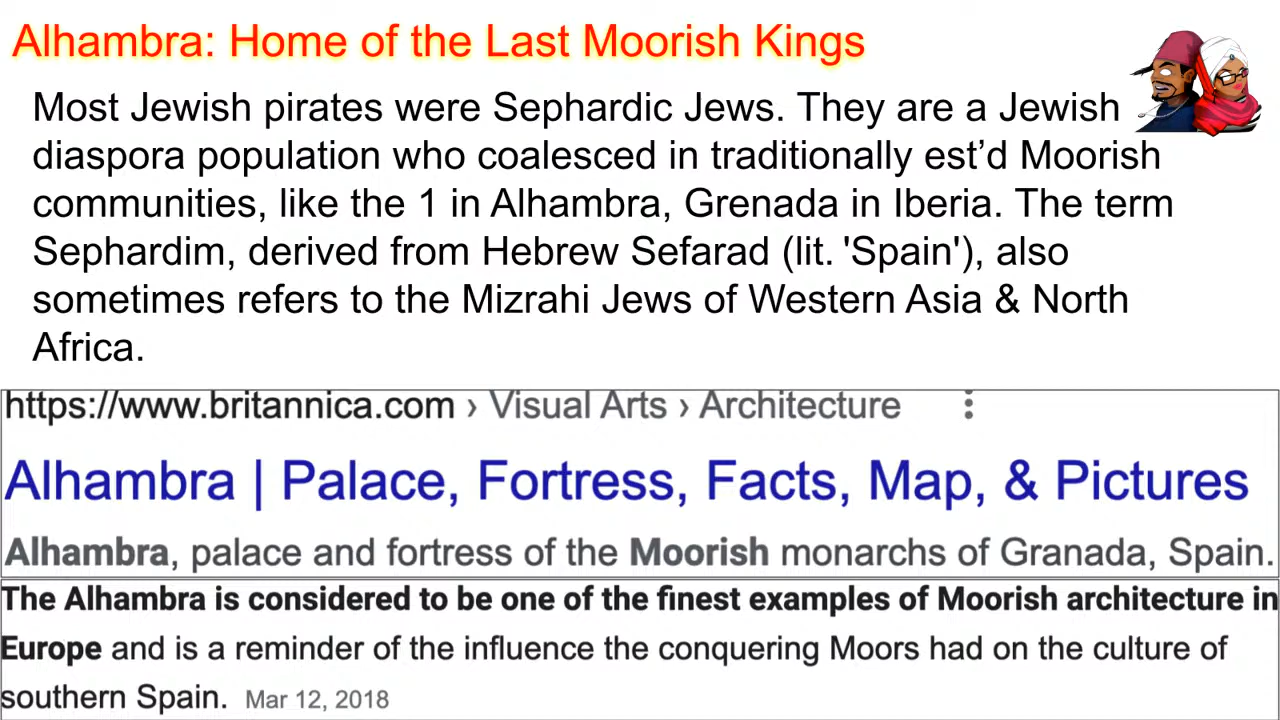 Alhambra: Home of the Last Moorish Kings
Most Jewish pirates were Sephardic Jews. They are a Jewish
diaspora population who coalesced in traditionally est’d Moorish
communities, like the 1 in Alhambra, Grenada in Iberia. The term
Sephardim, derived from Hebrew Sefarad (lit. 'Spain'), also
sometimes refers to the Mizrahi Jews of Western Asia & North
Africa.
https://www.britannica.com › Visual Arts › Architecture
Alhambra | Palace, Fortress, Facts, Map, & Pictures
Alhambra, palace and fortress of the Moorish monarchs of Granada, Spain.
The Alhambra is considered to be one of the finest examples of Moorish architecture in
Europe and is a reminder of the influence the conquering Moors had on the culture of
southern Spain. Mar 12, 2018